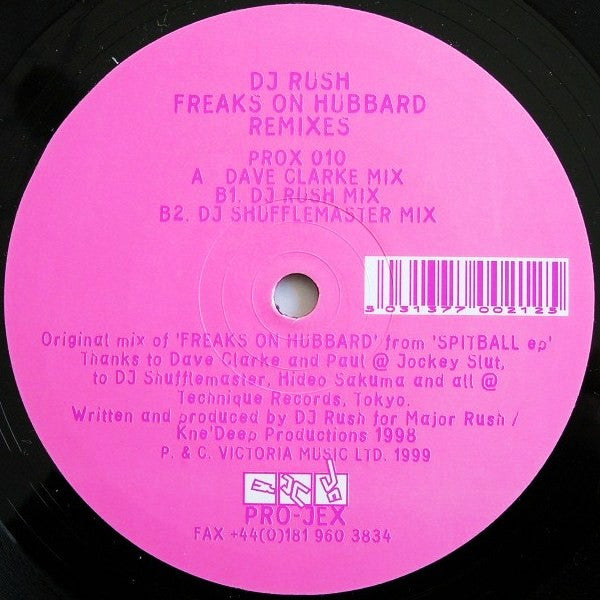 DJ RUSH
FREAKS ON HUBBARD
REMIXES
PROX 010
A DAVE CLARKE MIX
B1. DJ RUSH MIX
B2. DJ SHUFFLEMASTER MIX
5 031377 002125
Original mix of 'FREAKS ON HUBBARD' from 'SPITBALL ep'
Thanks to Dave Clarke and Paul @ Jockey Slut,
to DJ Shufflemaster, Hideo Sakuma and all @
Technique Records, Tokyo.
Written and produced by DJ Rush for Major Rush /
Kne'Deep Productions 1998
P. & C. VICTORIA MUSIC LTD. 1999
PRO-JEX
FAX +44(0)181 960 3834